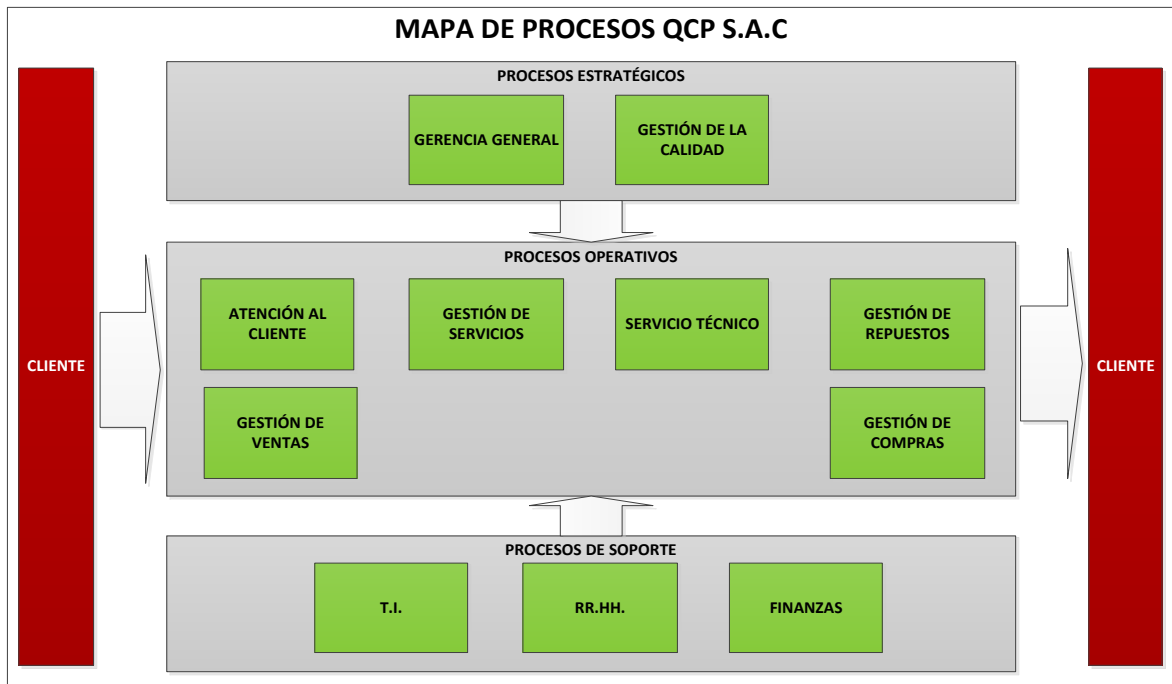 MAPA DE PROCESOS QCP S.A.C
PROCESOS ESTRATÉGICOS
GERENCIA GENERAL
GESTIÓN DE LA
CALIDAD
CLIENTE
PROCESOS OPERATIVOS
ATENCIÓN AL
CLIENTE
GESTIÓN DE
SERVICIOS
SERVICIO TÉCNICO
GESTIÓN DE
REPUESTOS
GESTIÓN DE
VENTAS
GESTIÓN DE
COMPRAS
CLIENTE
PROCESOS DE SOPORTE
T.I.
RR.HH.
FINANZAS